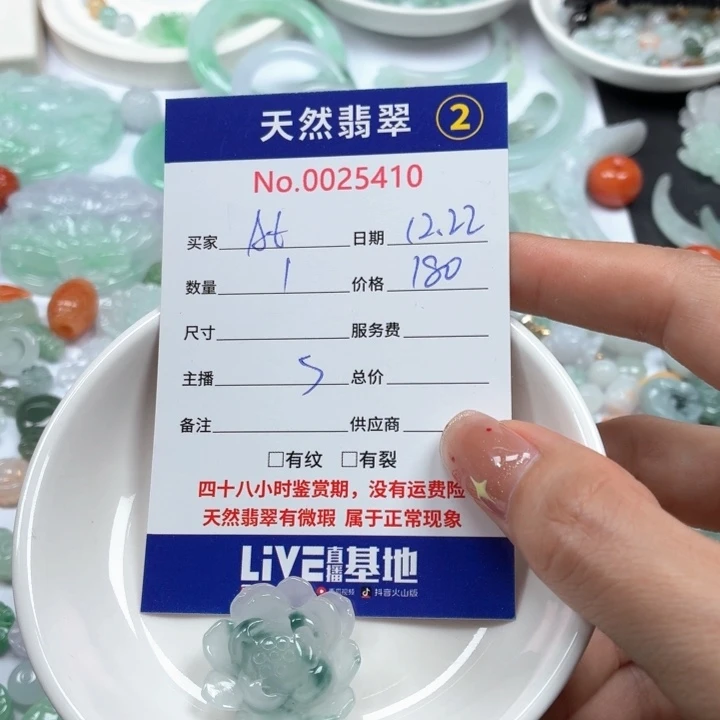 天然翡翠 2
No.0025410
买家 At 日期 12.22
数量 1 价格 180
尺寸 服务费
主播 5 总价
备注 供应商
□有纹 □有裂
四十八小时鉴赏期，没有运费险
天然翡翠有微瑕 属于正常现象
LiVE直播基地
抖音火山版